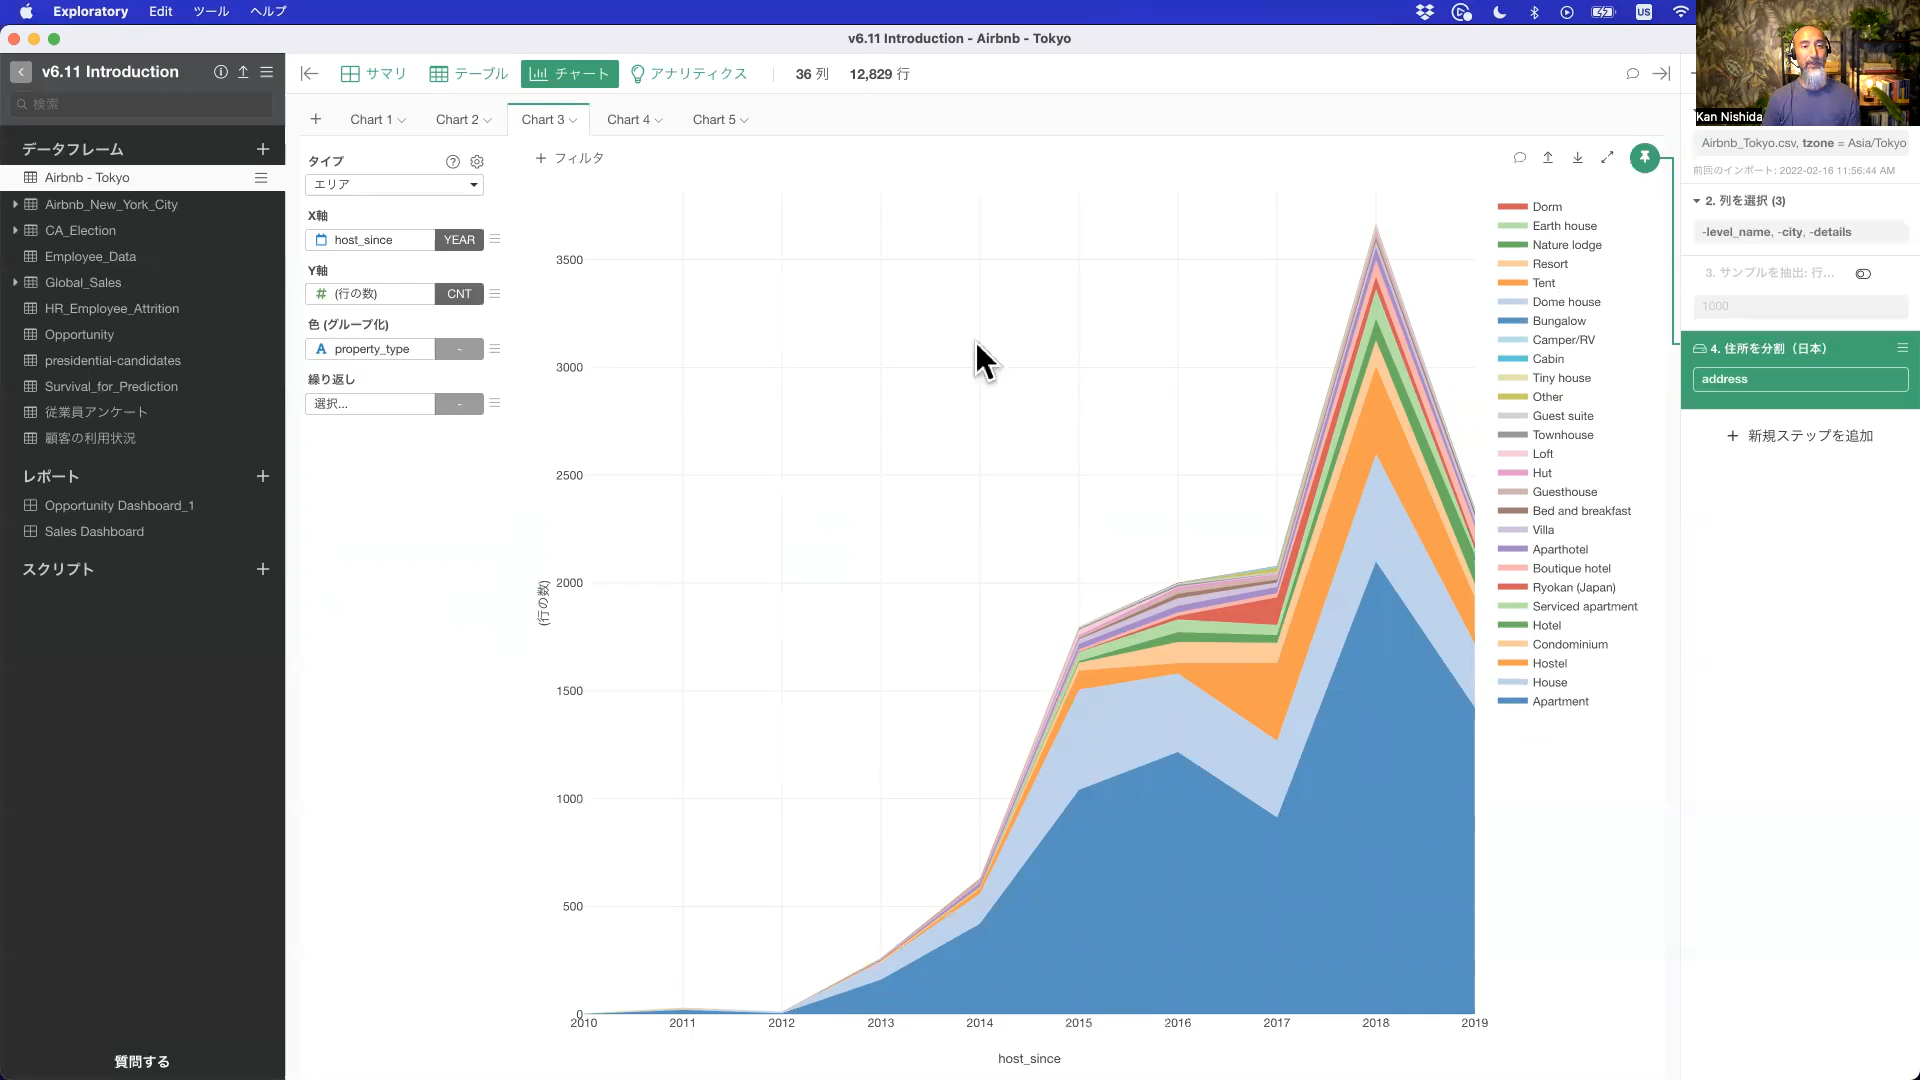 Exploratory Edit ツール ヘルプ
US
v6.11 Introduction - Airbnb - Tokyo
v6.11 Introduction
検索
データフレーム
Airbnb - Tokyo
Airbnb_New_York_City
CA_Election
Employee_Data
Global_Sales
HR_Employee_Attrition
Opportunity
presidential-candidates
Survival_for_Prediction
従業員アンケート
顧客の利用状況
レポート
Opportunity Dashboard_1
Sales Dashboard
スクリプト
質問する
サマリ テーブル チャート アナリティクス 36 列 12,829 行
Chart 1 Chart 2 Chart 3 Chart 4 Chart 5
タイプ
エリア
X軸
host_since YEAR
Y軸
# (行の数) CNT
色 (グループ化)
A property_type -
繰り返し
選択... -
フィルタ
3500
3000
2500
2000
1500
1000
500
0
(行の数)
2010 2011 2012 2013 2014 2015 2016 2017 2018 2019
host_since
Dorm
Earth house
Nature lodge
Resort
Tent
Dome house
Bungalow
Camper/RV
Cabin
Tiny house
Other
Guest suite
Townhouse
Loft
Hut
Guesthouse
Bed and breakfast
Villa
Aparthotel
Boutique hotel
Ryokan (Japan)
Serviced apartment
Hotel
Condominium
Hostel
House
Apartment
Kan Nishida
Airbnb_Tokyo.csv, tzone = Asia/Tokyo
前回のインポート: 2022-02-16 11:56:44 AM
2. 列を選択 (3)
-level_name, -city, -details
3. サンプルを抽出: 行...
1000
4. 住所を分割（日本）
address
新規ステップを追加